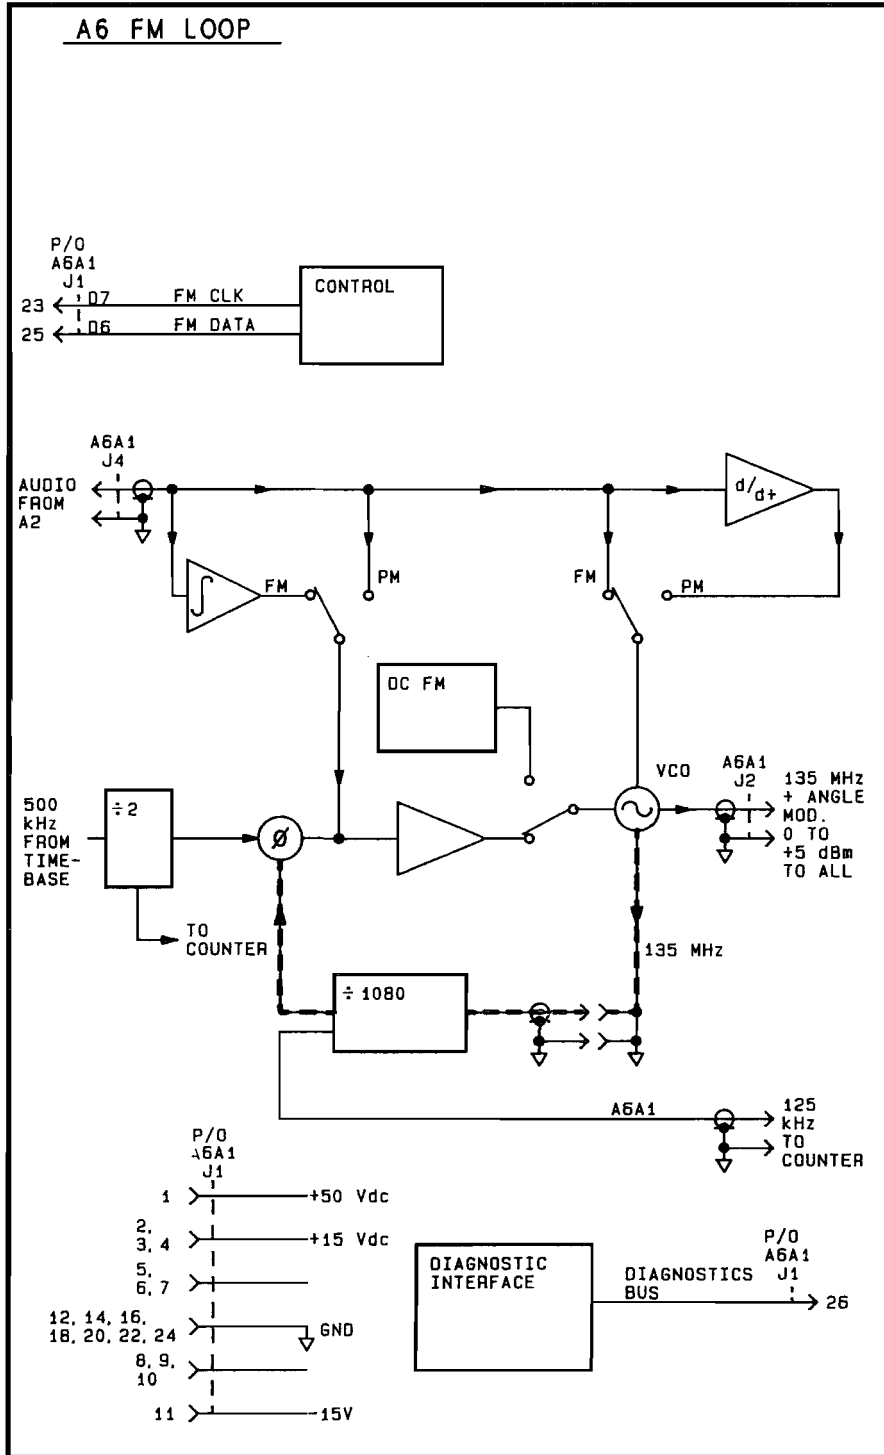 A6 FM LOOP
P/O
A6A1
J1
23 D7 FM CLK
25 D6 FM DATA
CONTROL
A6A1
J4
AUDIO
FROM
A2
d/d+
∫
FM
PM
FM
PM
DC FM
VCO
A6A1
J2
135 MHz
+ ANGLE
MOD.
0 TO
+5 dBm
TO ALL
500
kHz
FROM
TIME-
BASE
÷2
Ø
TO
COUNTER
135 MHz
÷ 1080
A6A1
125
kHz
TO
COUNTER
P/O
A6A1
J1
1 +50 Vdc
2,
3, 4 +15 Vdc
5,
6, 7
12, 14, 16,
18, 20, 22, 24 GND
8, 9,
10
11 -15V
DIAGNOSTIC
INTERFACE
DIAGNOSTICS
BUS
P/O
A6A1
J1
26